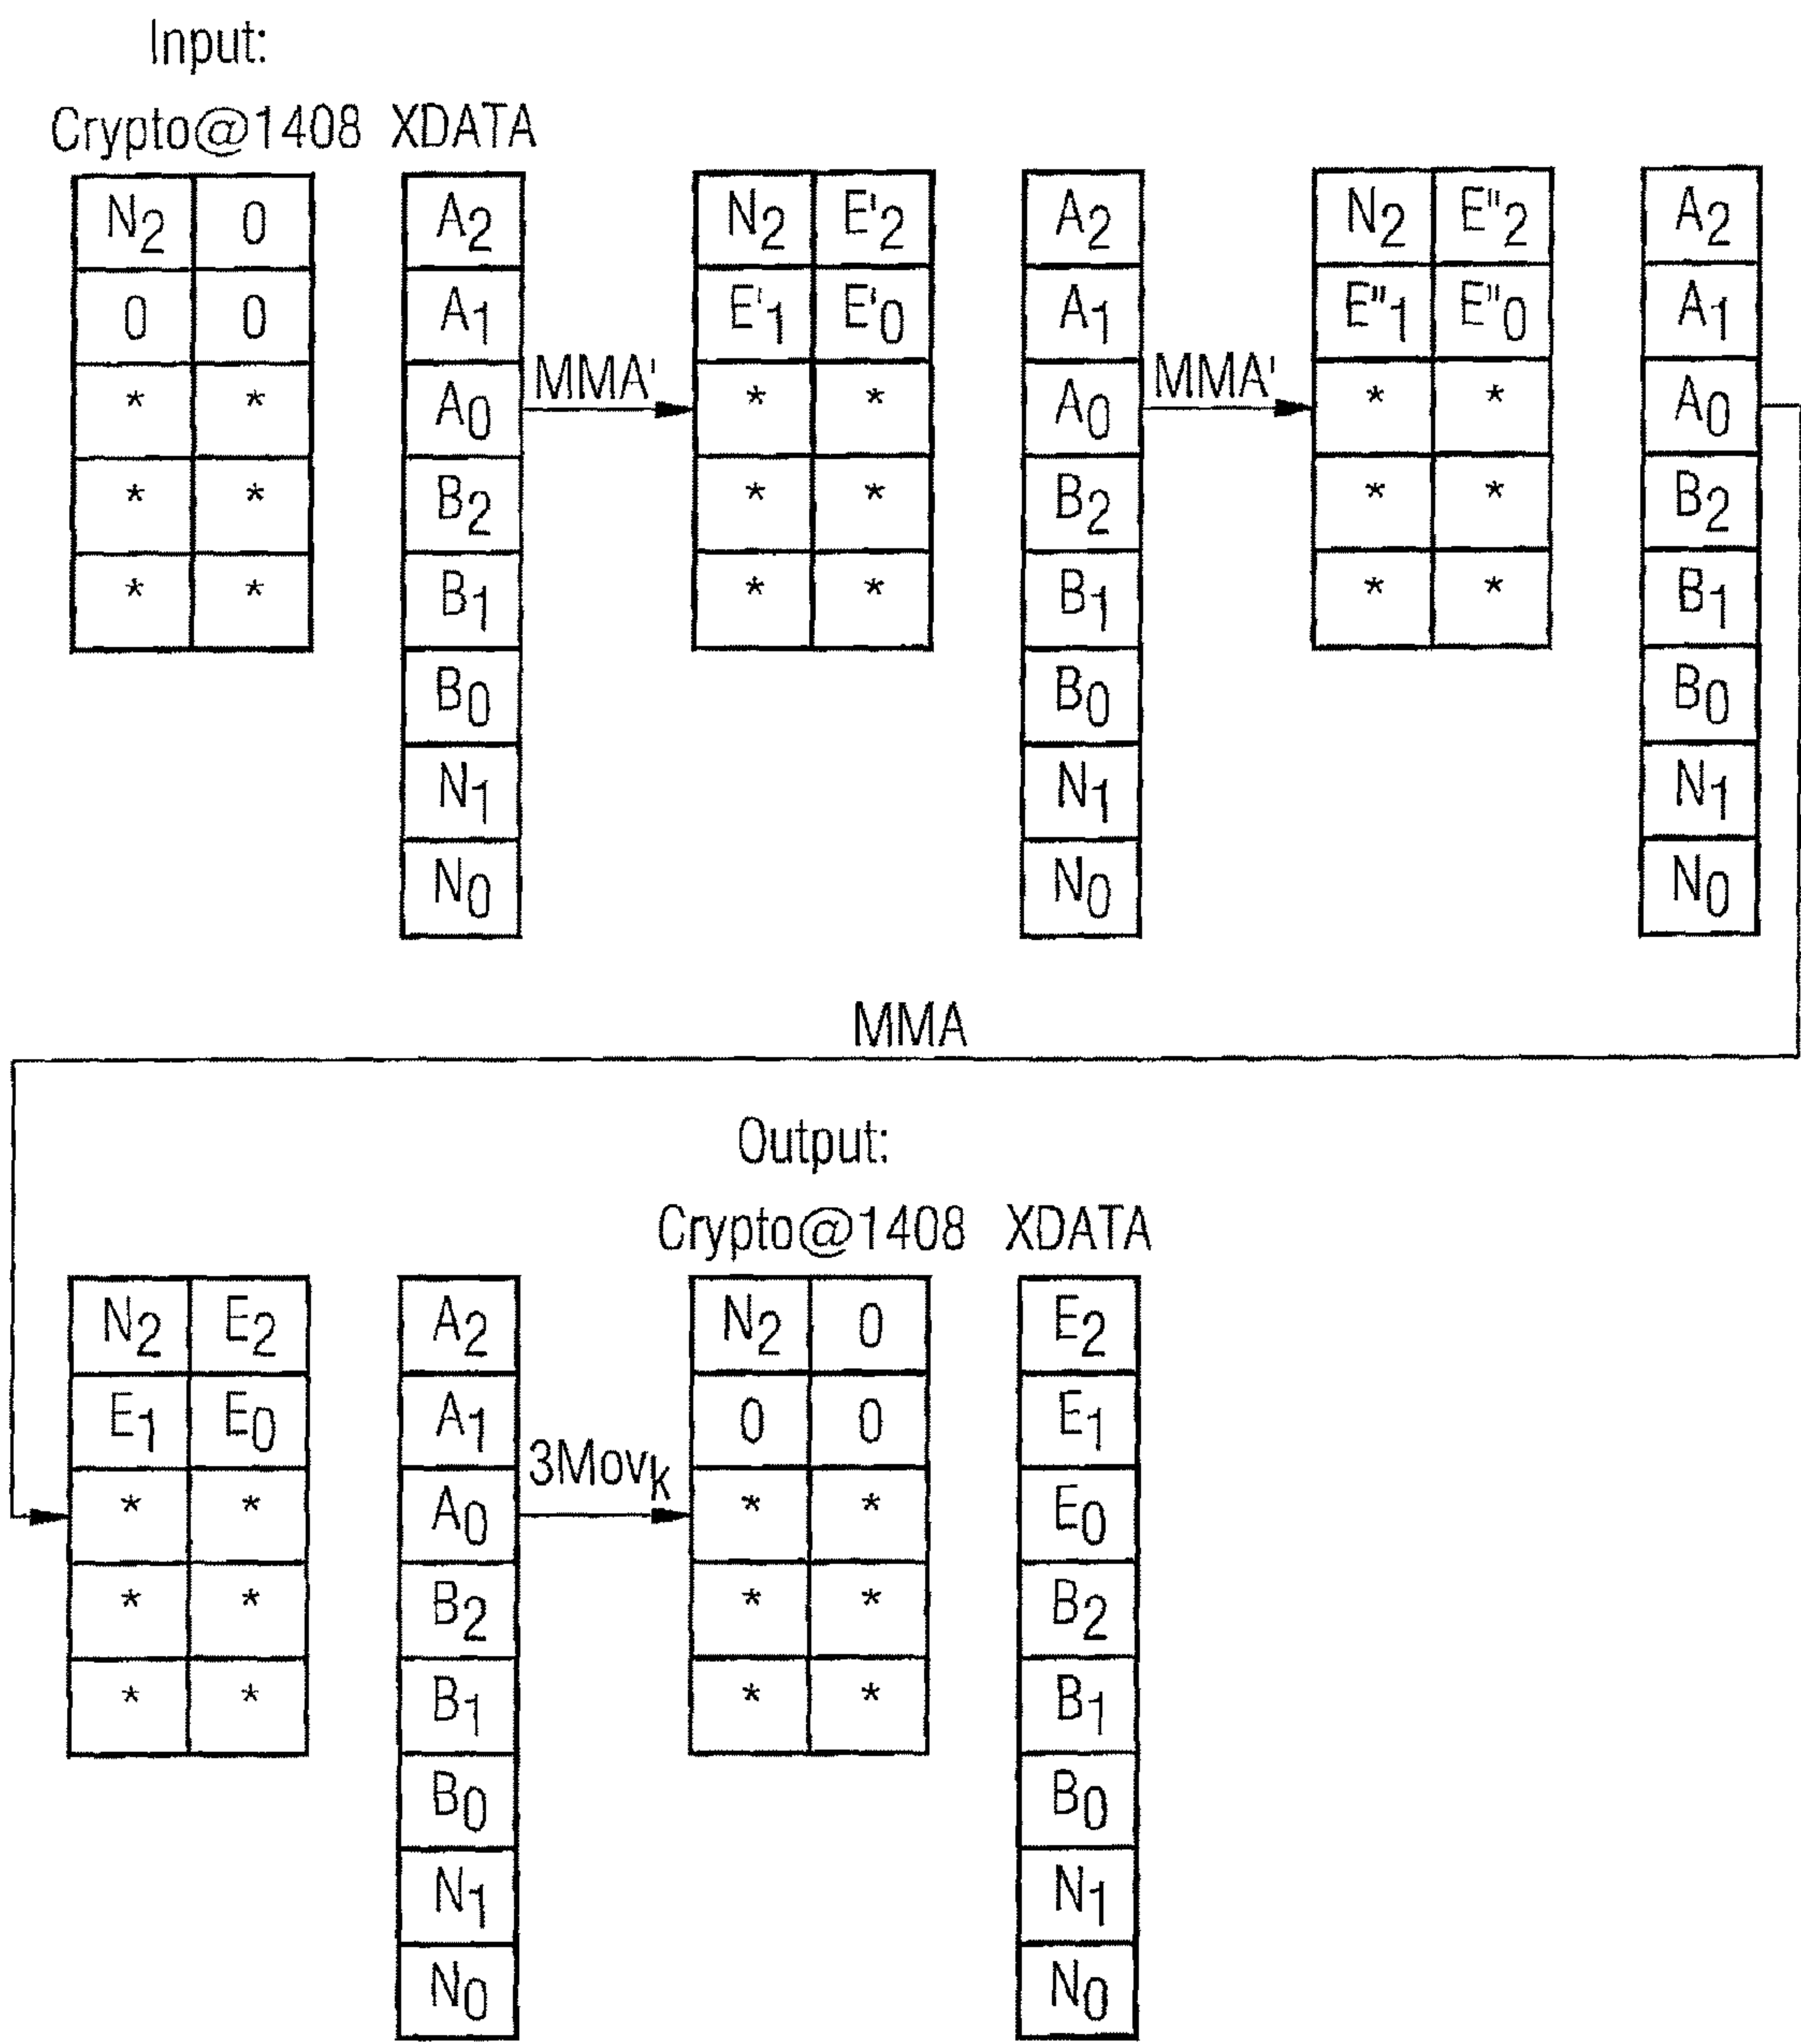 Input:
Crypto@1408 XDATA
N2 0 A2 N2 E'2 A2 N2 E"2 A2
0 0 A1 E'1 E'0 A1 E"1 E"0 A1
* * A0 MMA' * * A0 MMA' * * A0
* * B2 * * B2 * * B2
* * B1 * * B1 * * B1
B0 B0 B0
N1 N1 N1
N0 N0 N0
MMA
Output:
Crypto@1408 XDATA
N2 E2 A2 N2 0 E2
E1 E0 A1 0 0 E1
* * A0 3Movk * * E0
* * B2 * * B2
* * B1 * * B1
B0 B0
N1 N1
N0 N0